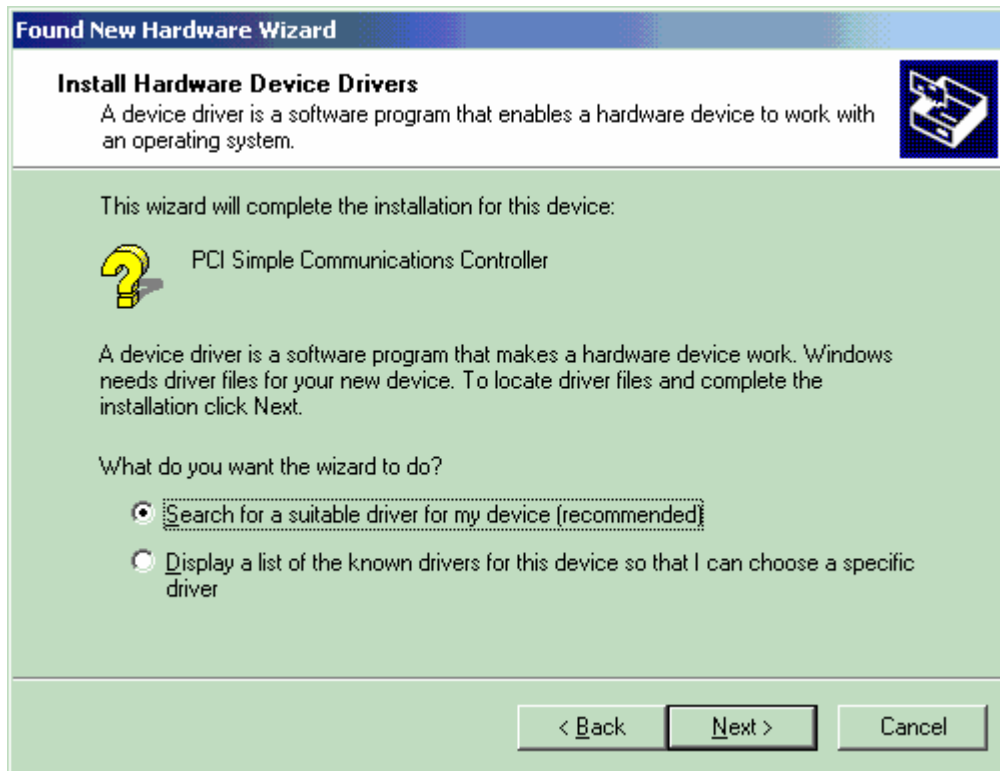 Found New Hardware Wizard
Install Hardware Device Drivers
A device driver is a software program that enables a hardware device to work with
an operating system.
This wizard will complete the installation for this device:
PCI Simple Communications Controller
A device driver is a software program that makes a hardware device work. Windows
needs driver files for your new device. To locate driver files and complete the
installation click Next.
What do you want the wizard to do?
Search for a suitable driver for my device (recommended)
Display a list of the known drivers for this device so that I can choose a specific
driver
< Back
Next >
Cancel